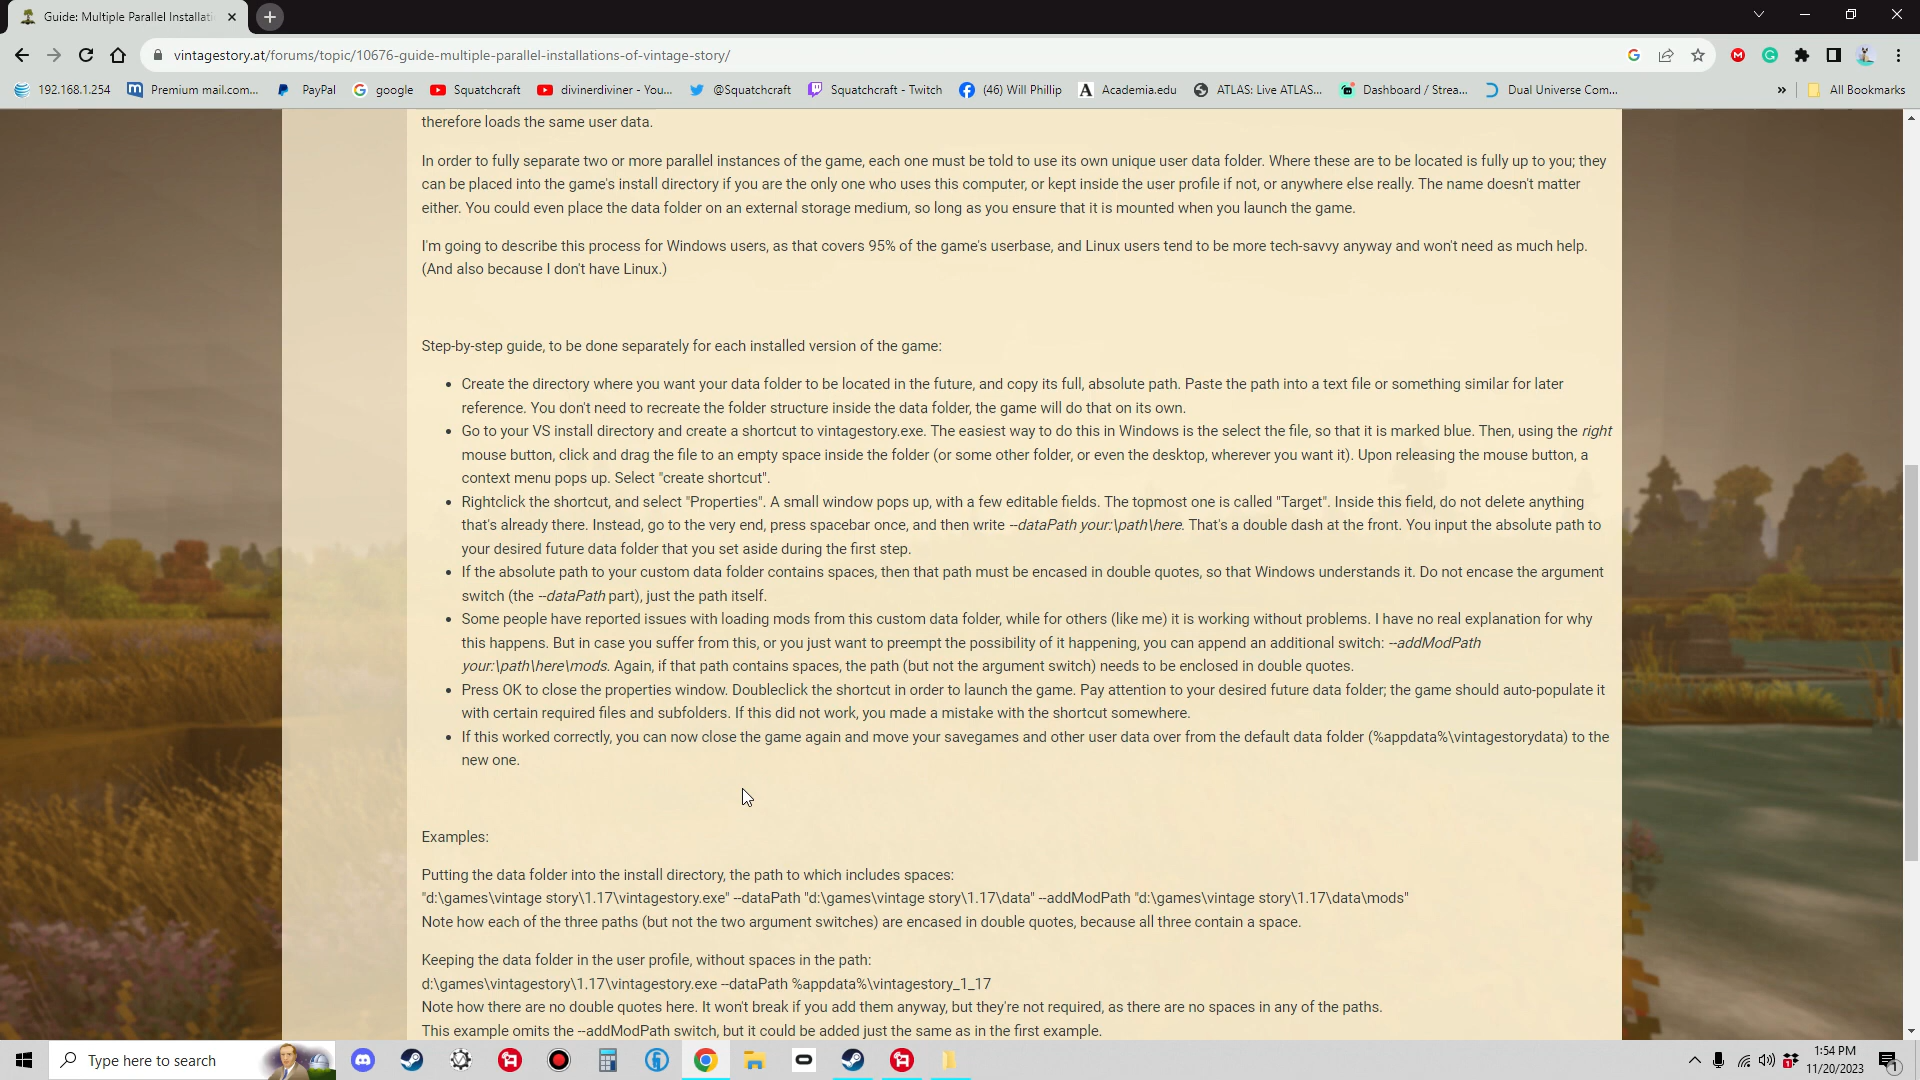 Guide: Multiple Parallel Installati
vintagestory.at/forums/topic/10676-guide-multiple-parallel-installations-of-vintage-story/
192.168.1.254 Premium mail.com... PayPal google Squatchcraft divinerdiviner - You... @Squatchcraft Squatchcraft - Twitch (46) Will Phillip Academia.edu ATLAS: Live ATLAS... Dashboard / Strea... Dual Universe Com... » All Bookmarks
therefore loads the same user data.
In order to fully separate two or more parallel instances of the game, each one must be told to use its own unique user data folder. Where these are to be located is fully up to you; they
can be placed into the game's install directory if you are the only one who uses this computer, or kept inside the user profile if not, or anywhere else really. The name doesn't matter
either. You could even place the data folder on an external storage medium, so long as you ensure that it is mounted when you launch the game.
I'm going to describe this process for Windows users, as that covers 95% of the game's userbase, and Linux users tend to be more tech-savvy anyway and won't need as much help.
(And also because I don't have Linux.)
Step-by-step guide, to be done separately for each installed version of the game:
• Create the directory where you want your data folder to be located in the future, and copy its full, absolute path. Paste the path into a text file or something similar for later
reference. You don't need to recreate the folder structure inside the data folder, the game will do that on its own.
• Go to your VS install directory and create a shortcut to vintagestory.exe. The easiest way to do this in Windows is the select the file, so that it is marked blue. Then, using the right
mouse button, click and drag the file to an empty space inside the folder (or some other folder, or even the desktop, wherever you want it). Upon releasing the mouse button, a
context menu pops up. Select "create shortcut".
• Rightclick the shortcut, and select "Properties". A small window pops up, with a few editable fields. The topmost one is called "Target". Inside this field, do not delete anything
that's already there. Instead, go to the very end, press spacebar once, and then write --dataPath your:\path\here. That's a double dash at the front. You input the absolute path to
your desired future data folder that you set aside during the first step.
• If the absolute path to your custom data folder contains spaces, then that path must be encased in double quotes, so that Windows understands it. Do not encase the argument
switch (the --dataPath part), just the path itself.
• Some people have reported issues with loading mods from this custom data folder, while for others (like me) it is working without problems. I have no real explanation for why
this happens. But in case you suffer from this, or you just want to preempt the possibility of it happening, you can append an additional switch: --addModPath
your:\path\here\mods. Again, if that path contains spaces, the path (but not the argument switch) needs to be enclosed in double quotes.
• Press OK to close the properties window. Doubleclick the shortcut in order to launch the game. Pay attention to your desired future data folder; the game should auto-populate it
with certain required files and subfolders. If this did not work, you made a mistake with the shortcut somewhere.
• If this worked correctly, you can now close the game again and move your savegames and other user data over from the default data folder (%appdata%\vintagestorydata) to the
new one.
Examples:
Putting the data folder into the install directory, the path to which includes spaces:
"d:\games\vintage story\1.17\vintagestory.exe" --dataPath "d:\games\vintage story\1.17\data" --addModPath "d:\games\vintage story\1.17\data\mods"
Note how each of the three paths (but not the two argument switches) are encased in double quotes, because all three contain a space.
Keeping the data folder in the user profile, without spaces in the path:
d:\games\vintagestory\1.17\vintagestory.exe --dataPath %appdata%\vintagestory_1_17
Note how there are no double quotes here. It won't break if you add them anyway, but they're not required, as there are no spaces in any of the paths.
This example omits the --addModPath switch, but it could be added just the same as in the first example.
Type here to search
1:54 PM
11/20/2023
1